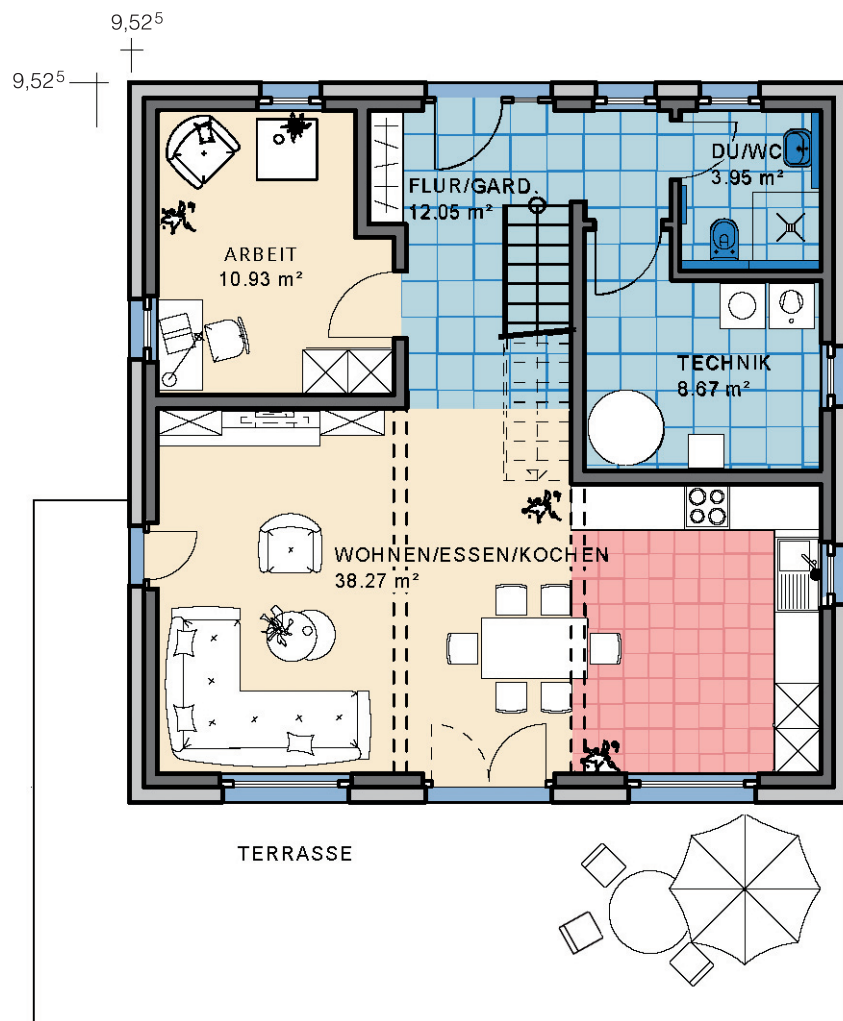 9,52⁵
9,52⁵
DU/WC
3.95 m²
FLUR/GARD.
12.05 m²
ARBEIT
10.93 m²
TECHNIK
8.67 m²
WOHNEN/ESSEN/KOCHEN
38.27 m²
TERRASSE